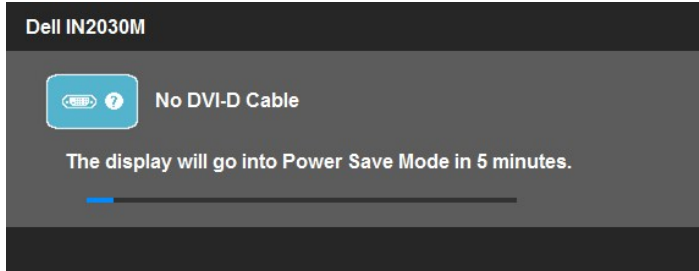 Dell IN2030M
No DVI-D Cable
The display will go into Power Save Mode in 5 minutes.